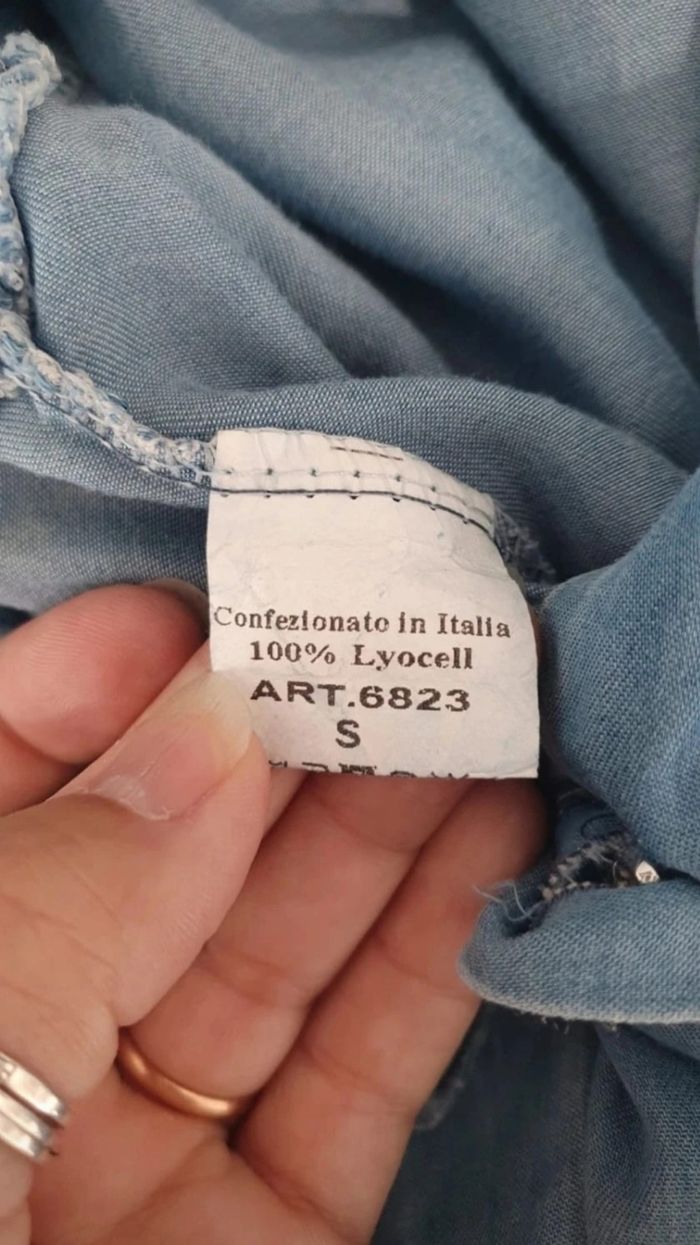 Confezionato in Italia
100% Lyocell
ART.6823
S